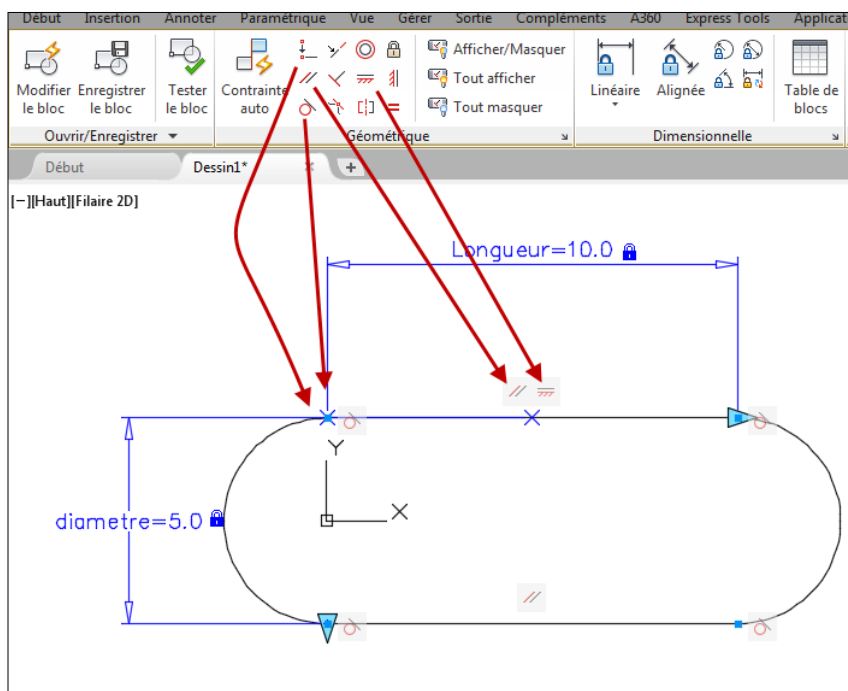 Début Insertion Annoter Paramétrique Vue Gérer Sortie Compléments A360 Express Tools Applicat
Afficher/Masquer
Tout afficher
Tout masquer
Modifier le bloc
Enregistrer le bloc
Tester le bloc
Contrainte auto
Linéaire
Alignée
Table de blocs
Ouvrir/Enregistrer
Géométrique
Dimensionnelle
Début
Dessin1*
[−][Haut][Filaire 2D]
Longueur=10.0
Y
X
diametre=5.0